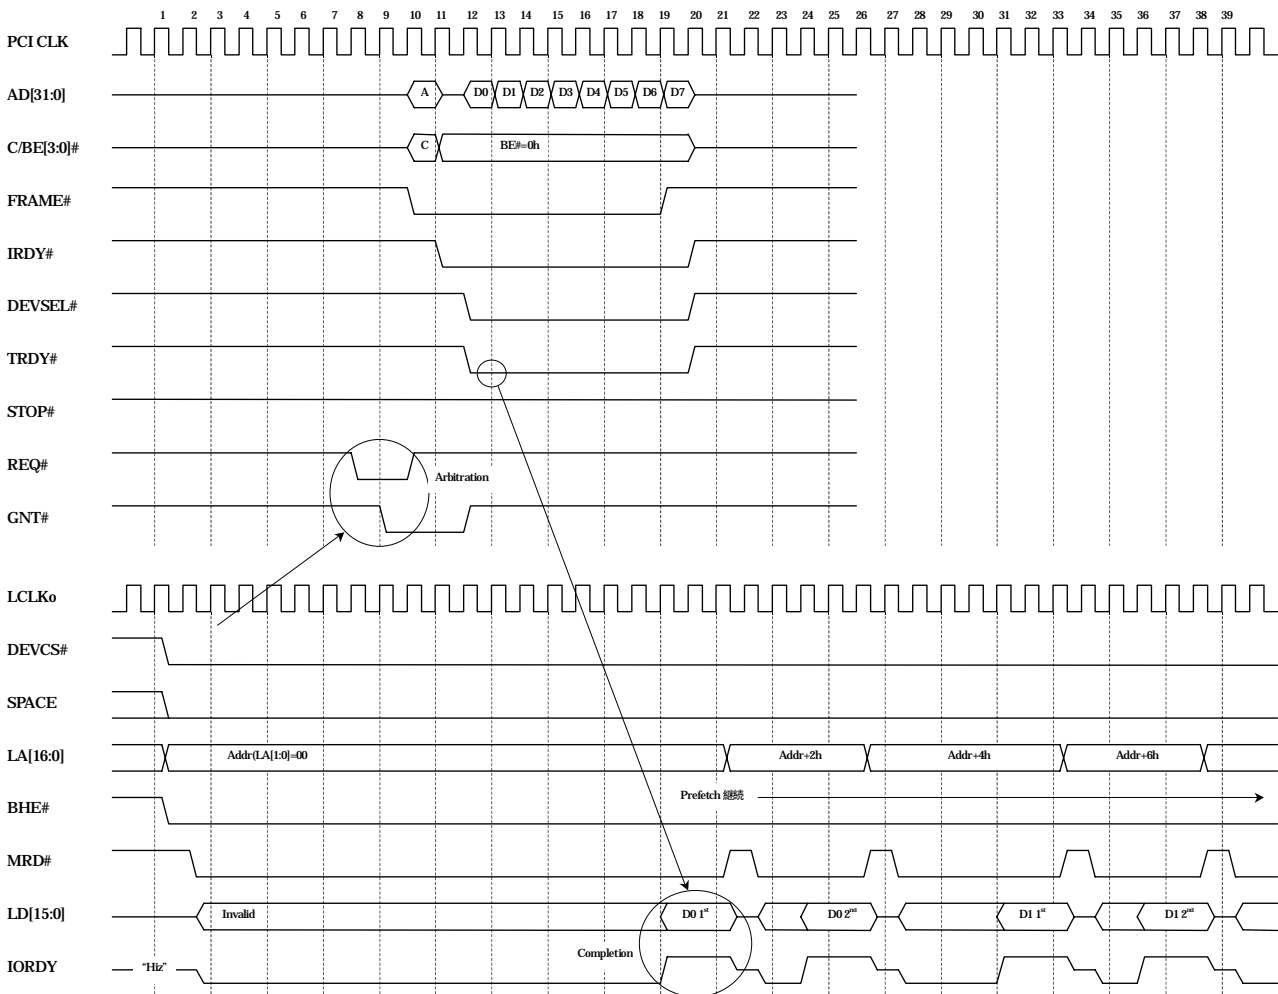 1 2 3 4 5 6 7 8 9 10 11 12 13 14 15 16 17 18 19 20 21 22 23 24 25 26 27 28 29 30 31 32 33 34 35 36 37 38 39
PCI CLK
AD[31:0] A D0 D1 D2 D3 D4 D5 D6 D7
C/BE[3:0]# C BE#=0h
FRAME#
IRDY#
DEVSEL#
TRDY#
STOP#
REQ# Arbitration
GNT#
LCLKo
DEVCS#
SPACE
LA[16:0] Addr(LA[1:0]=00 Addr+2h Addr+4h Addr+6h
BHE# Prefetch 継続
MRD#
LD[15:0] Invalid D0 1st D0 2nd D1 1st D1 2nd
Completion
IORDY "Hiz"